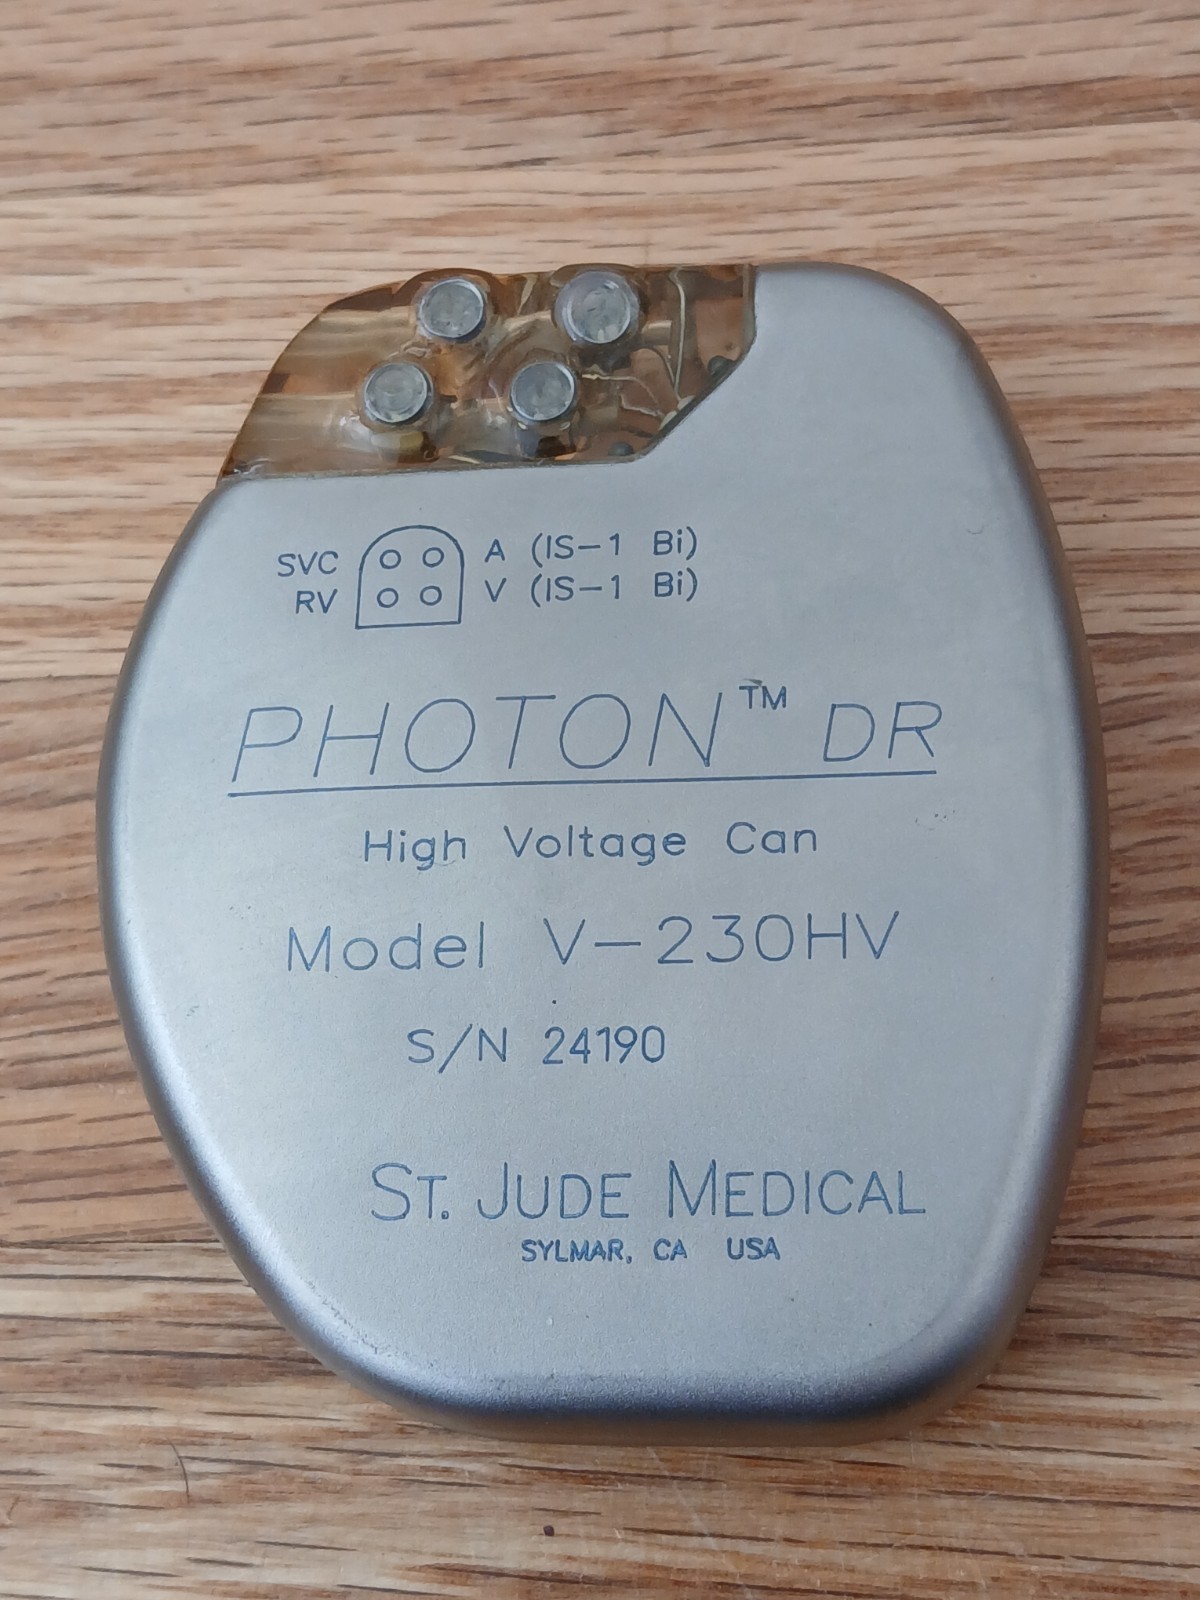 SVC A (IS-1 Bi)
RV V (IS-1 Bi)
PHOTON™ DR
High Voltage Can
Model V-230HV
S/N 24190
ST. JUDE MEDICAL
SYLMAR, CA USA